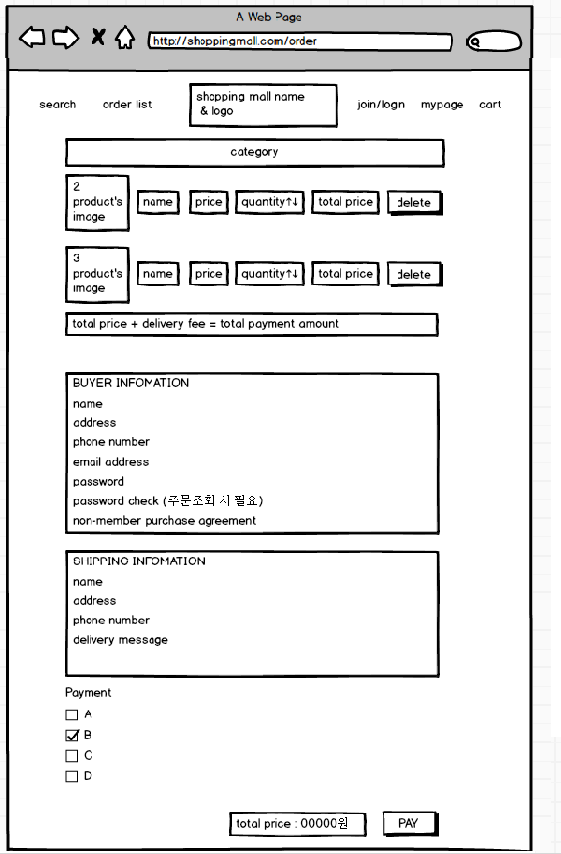 A Web Page
http://shoppingmall.com/order
search order list shopping mall name join/login mypage cart
& logo
category
2
product's
image
name price quantity↑↓ total price delete
3
product's
image
name price quantity↑↓ total price delete
total price + delivery fee = total payment amount
BUYER INFOMATION
name
address
phone number
email address
password
password check (주문조회 시 필요)
non-member purchase agreement
SHIPPING INFOMATION
name
address
phone number
delivery message
Payment
A
B
C
D
total price : 00000원 PAY